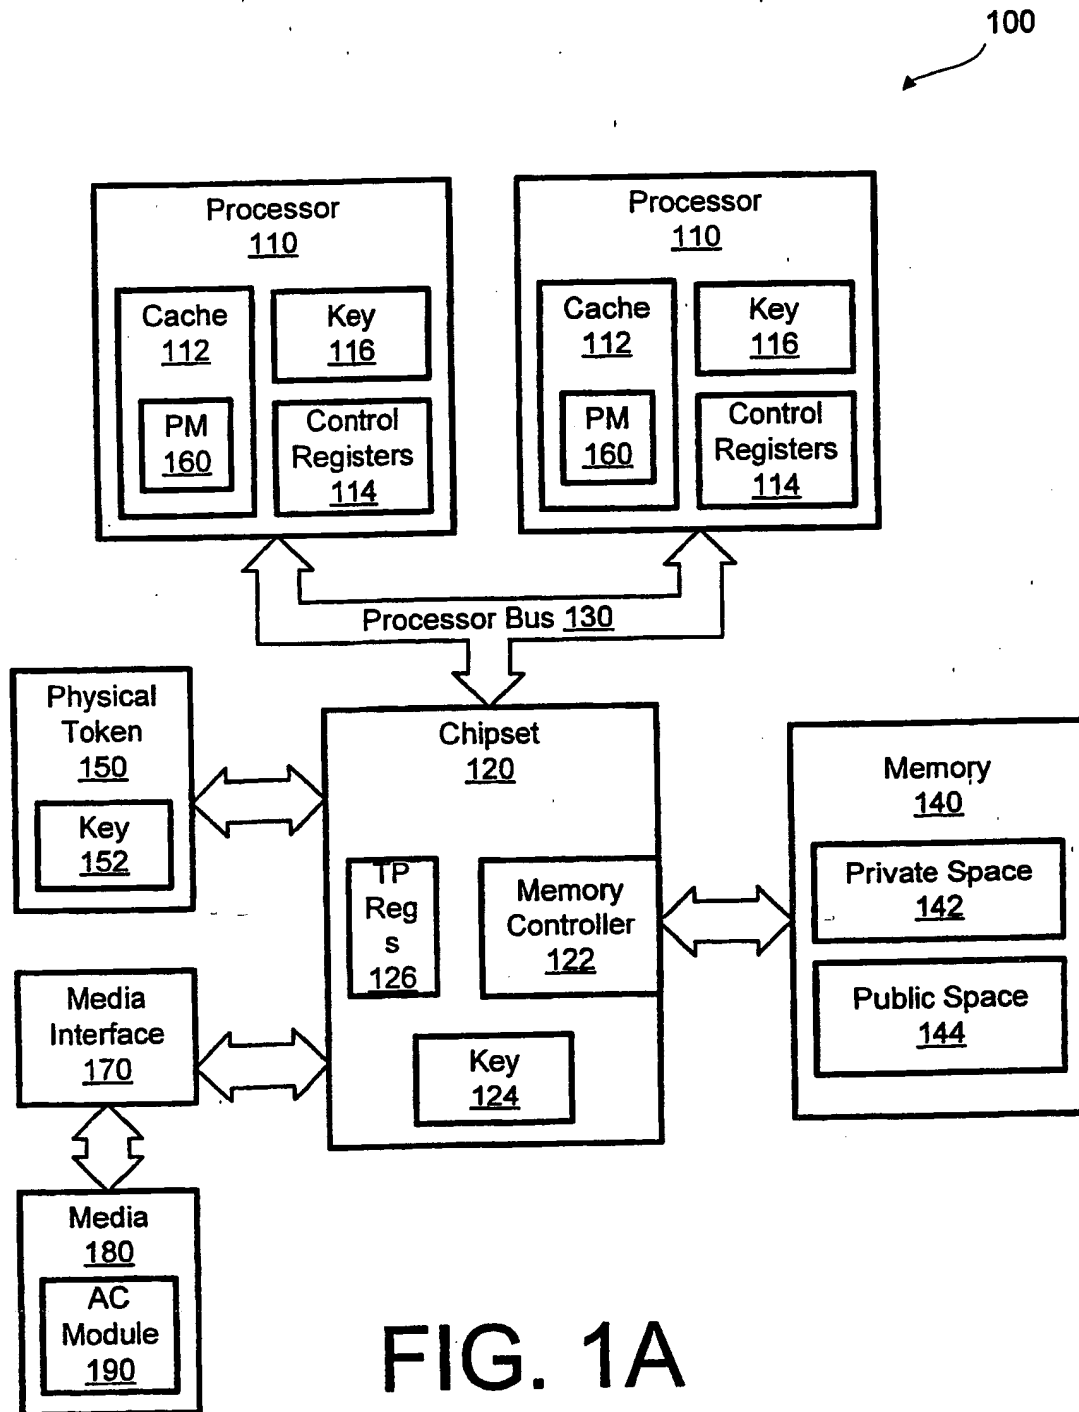 100
Processor
110
Cache
112
PM
160
Key
116
Control
Registers
114
Processor
110
Cache
112
PM
160
Key
116
Control
Registers
114
Processor Bus 130
Physical
Token
150
Key
152
Chipset
120
TP
Reg
s
126
Memory
Controller
122
Key
124
Memory
140
Private Space
142
Public Space
144
Media
Interface
170
Media
180
AC
Module
190
FIG. 1A